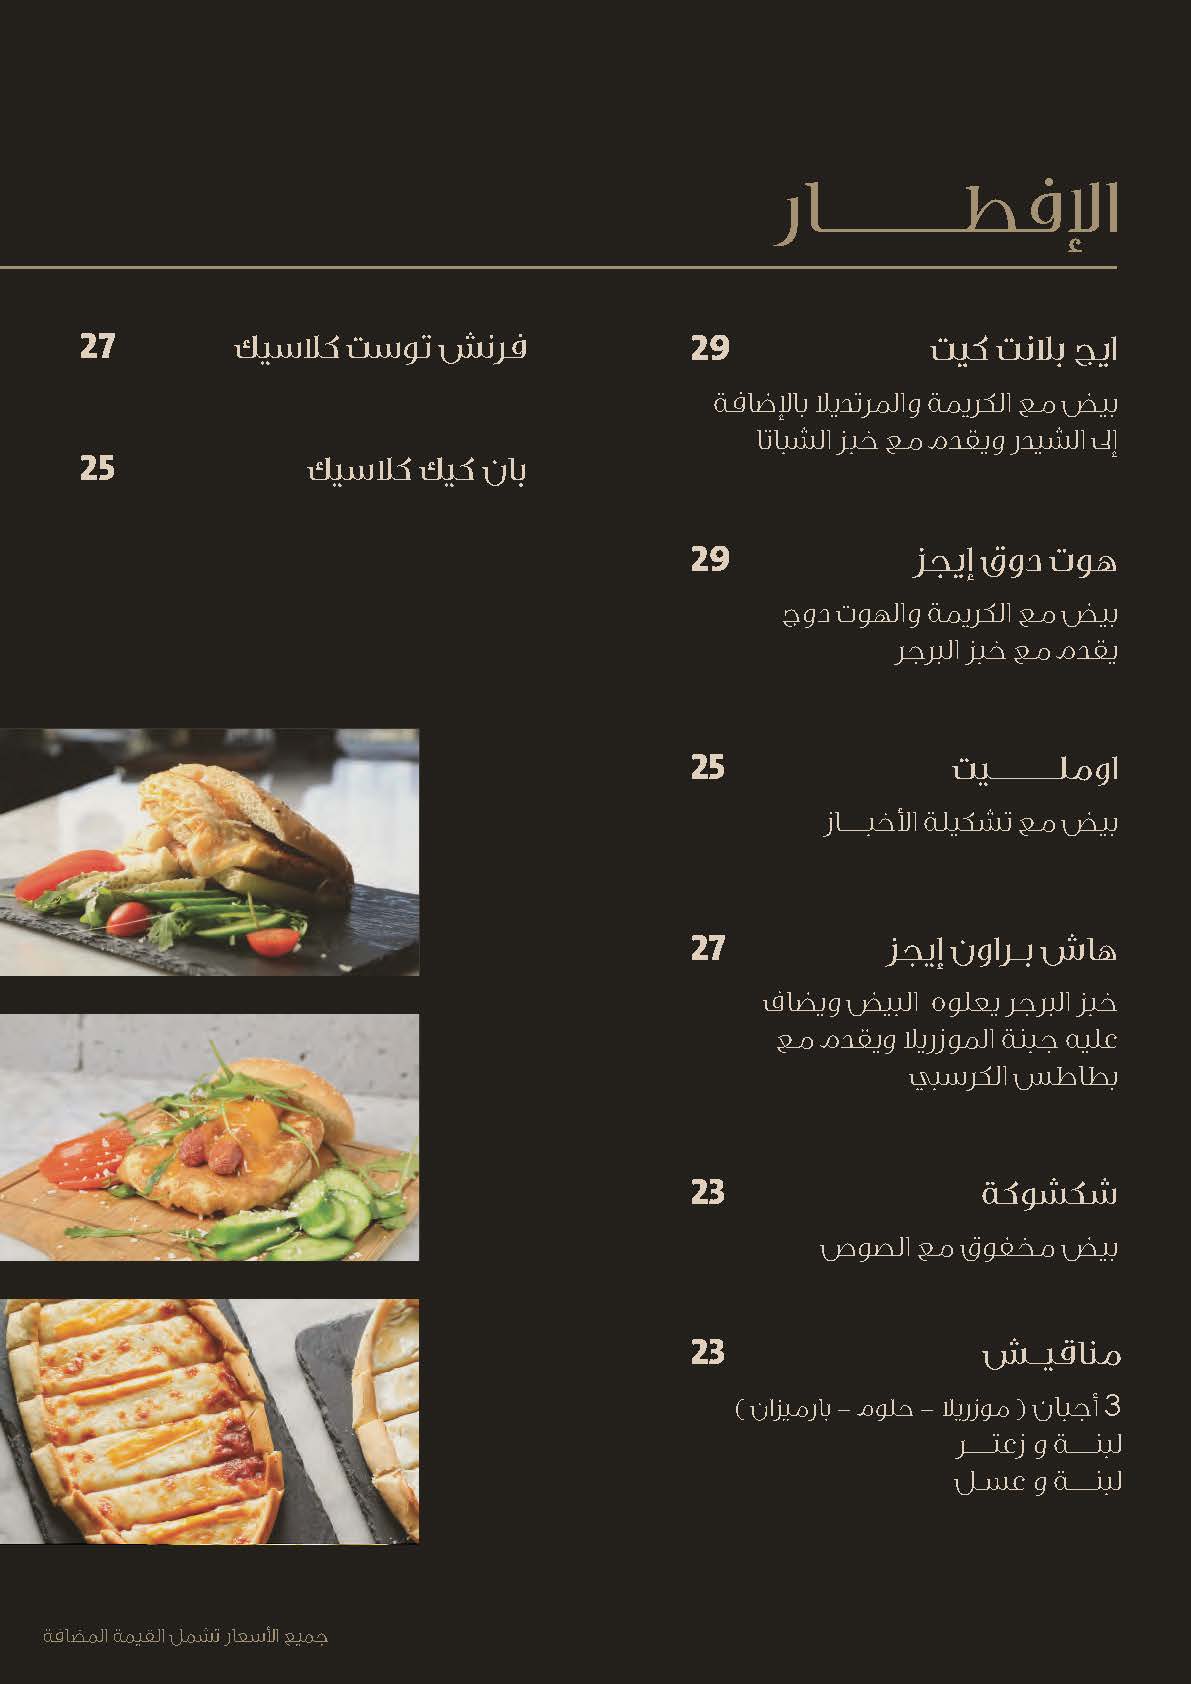 الإفطـــــــار
ايج بلانت كيت 29
بيض مع الكريمة والمرتديلا بالإضافة
إلى الشيدر ويقدم مع خبز الشباتا
هوت دوق إيجز 29
بيض مع الكريمة والهوت دوج
يقدم مع خبز البرجر
اوملــــــيت 25
بيض مع تشكيلة الأخبـــاز
هاش بـراون إيجز 27
خبز البرجر يعلوه البيض ويضاف
عليه جبنة الموزريلا ويقدم مع
بطاطس الكرسبي
شكشوكة 23
بيض مخفوق مع الصوص
مناقيــش 23
3 أجبان ( موزريلا – حلوم – بارميزان )
لبنـــة و زعتـــر
لبنـــة و عسـل
فرنش توست كلاسيك 27
بان كيك كلاسيك 25
جميع الأسعار تشمل القيمة المضافة